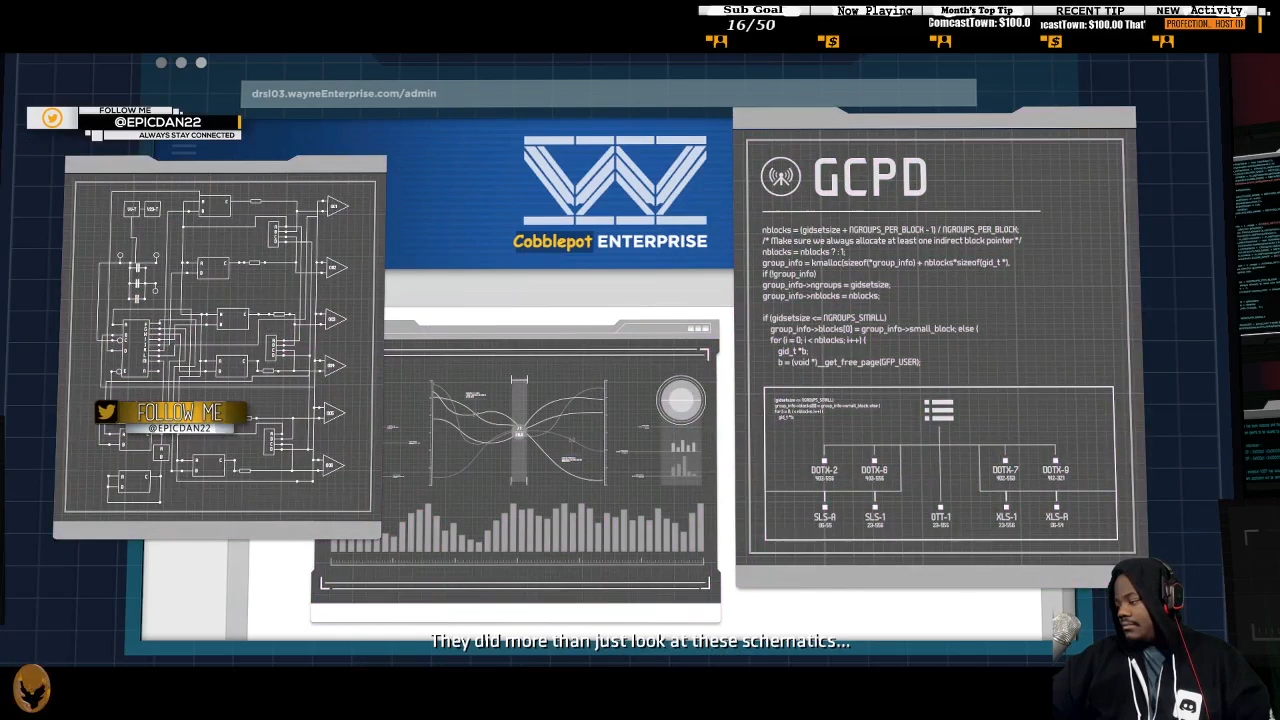 Sub Goal
16/50
Now Playing
Month's Top Tip
ComcastTown: $100.0
RECENT TIP
icastTown: $100.00 That'
NEW Activity
PROFECTION... HOST (1)
drsl03.wayneEnterprise.com/admin
FOLLOW ME
@EPICDAN22
ALWAYS STAY CONNECTED
Cobblepot ENTERPRISE
GCPD
nblocks = (gidsetsize + NGROUPS_PER_BLOCK - 1) / NGROUPS_PER_BLOCK;
/* Make sure we always allocate at least one indirect block pointer */
nblocks = nblocks ? : 1;
group_info = kmalloc(sizeof(*group_info) + nblocks*sizeof(gid_t *),
if (!group_info)
group_info->ngroups = gidsetsize;
group_info->nblocks = nblocks;
if (gidsetsize <= NGROUPS_SMALL)
group_info->blocks[0] = group_info->small_block; else {
for (i = 0; i < nblocks; i++) {
gid_t *b;
b = (void *)__get_free_page(GFP_USER);
DOTX-2
DOTX-6
DOTX-7
DOTX-9
SLS-A
SLS-1
OTT-1
XLS-1
XLS-A
FOLLOW ME
@EPICDAN22
They did more than just look at these schematics...